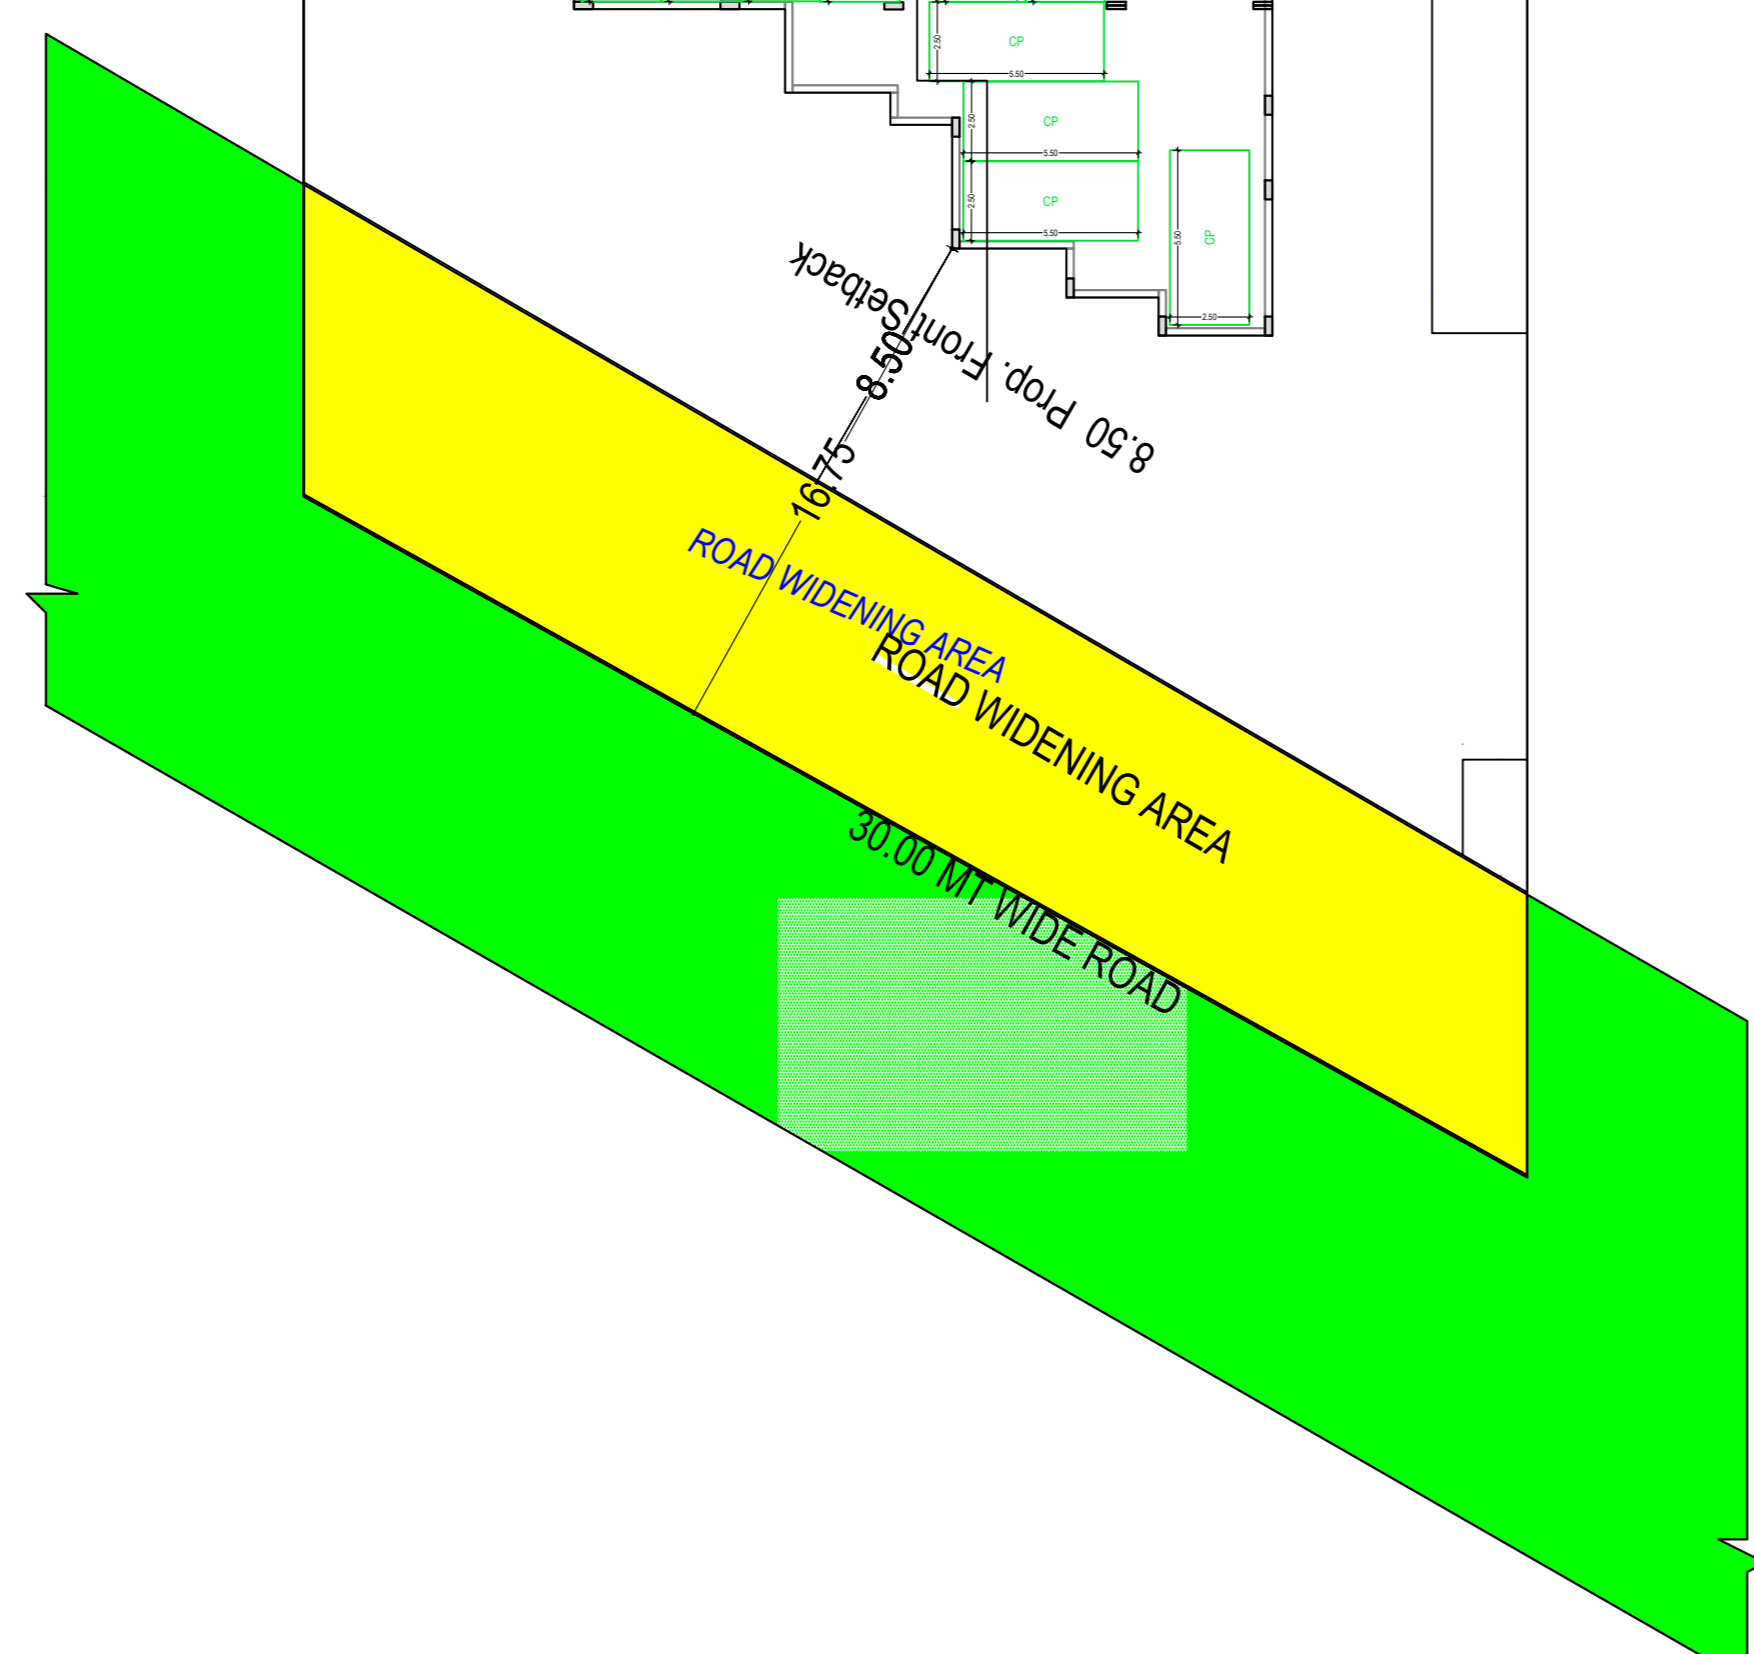 CP
2.50
5.50
CP
2.50
5.50
CP
2.50
5.50
CP
5.50
2.50
8.50 Prop. Front Setback
8.50
16.75
ROAD WIDENING AREA
ROAD WIDENING AREA
30.00 MT WIDE ROAD